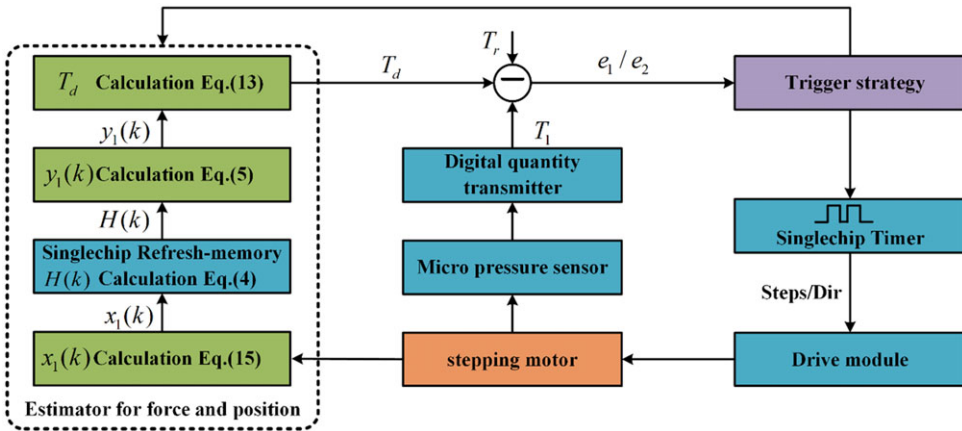 T_r
T_d Calculation Eq.(13)
T_d
e_1 / e_2
Trigger strategy
y_1(k)
T_1
y_1(k) Calculation Eq.(5)
Digital quantity
transmitter
H(k)
Singlechip Timer
Singlechip Refresh-memory
H(k) Calculation Eq.(4)
Micro pressure sensor
Steps/Dir
x_1(k)
x_1(k) Calculation Eq.(15)
stepping motor
Drive module
Estimator for force and position